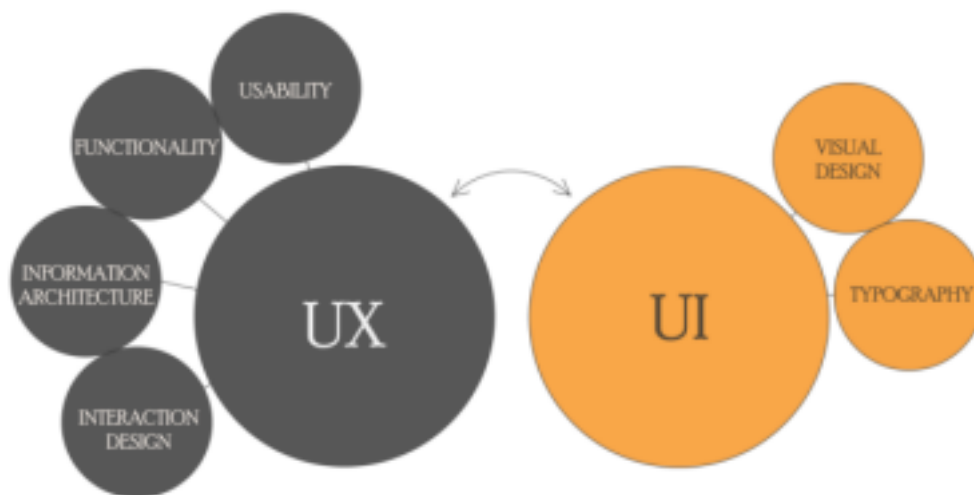 USABILITY
FUNCTIONALITY
INFORMATION
ARCHITECTURE
INTERACTION
DESIGN
UX
UI
VISUAL
DESIGN
TYPOGRAPHY